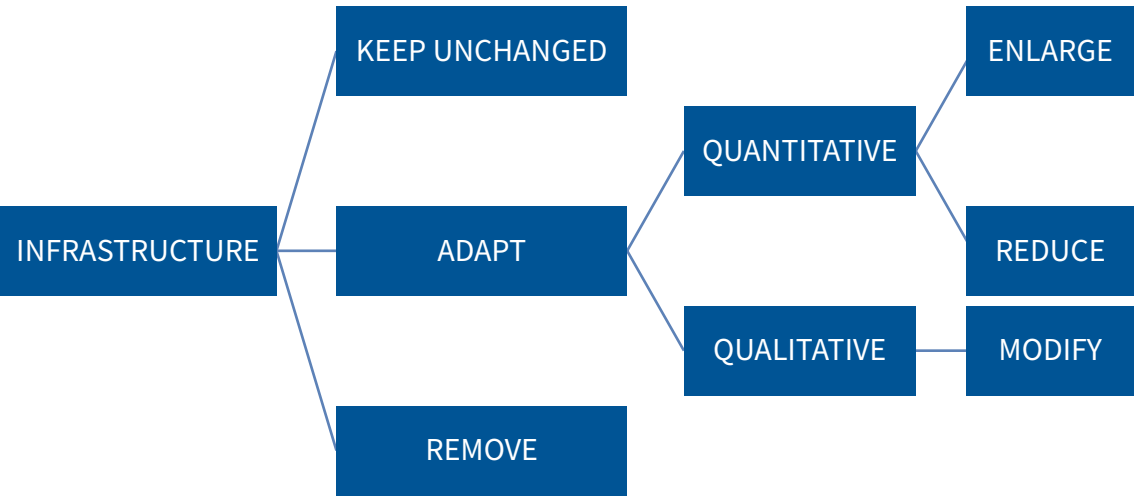 INFRASTRUCTURE
KEEP UNCHANGED
ADAPT
REMOVE
QUANTITATIVE
QUALITATIVE
ENLARGE
REDUCE
MODIFY